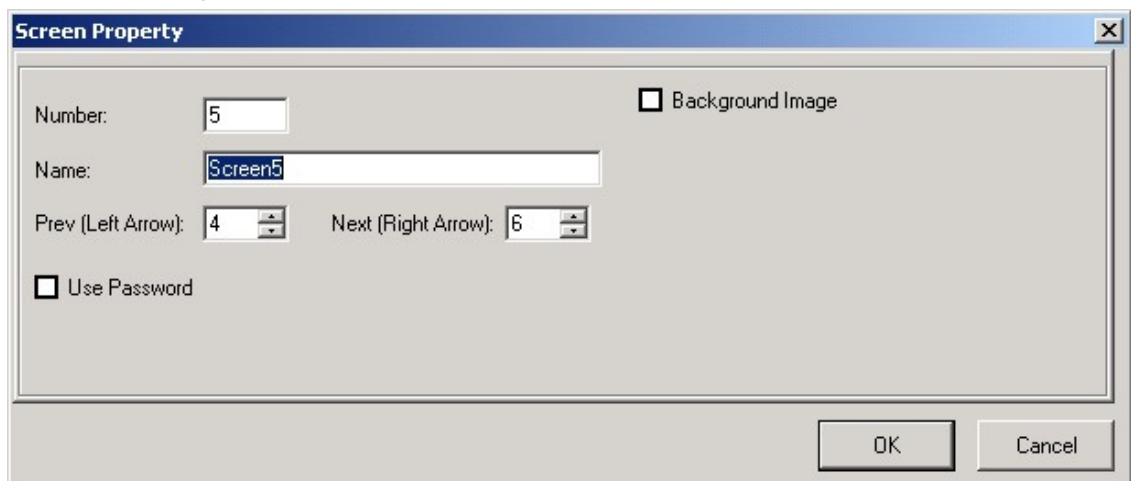 Screen Property
Number: 5
Background Image
Name: Screen5
Prev (Left Arrow): 4 Next (Right Arrow): 6
Use Password
OK Cancel